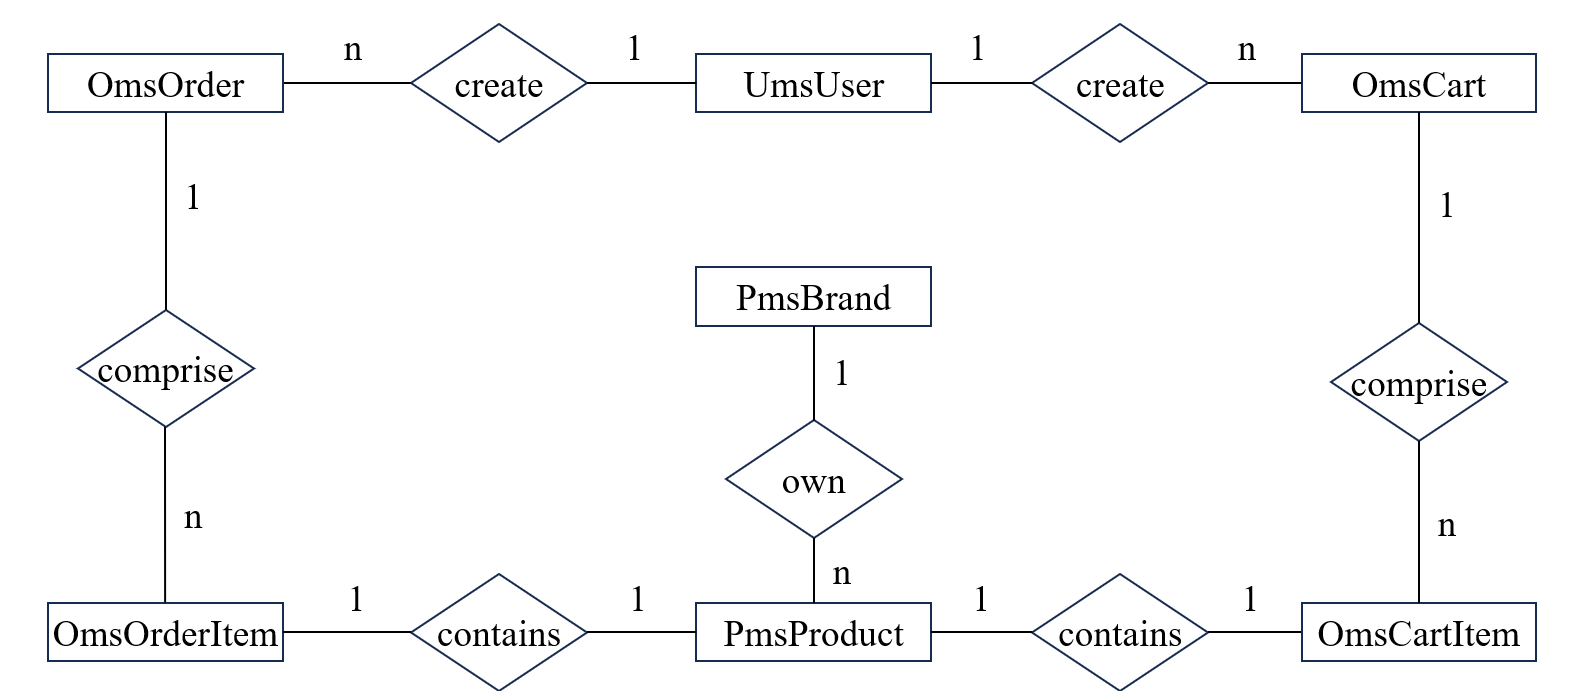 n 1 1 n
OmsOrder create UmsUser create OmsCart
1 1
PmsBrand
comprise 1 comprise
own
n n
n
1 1 1 1
OmsOrderItem contains PmsProduct contains OmsCartItem